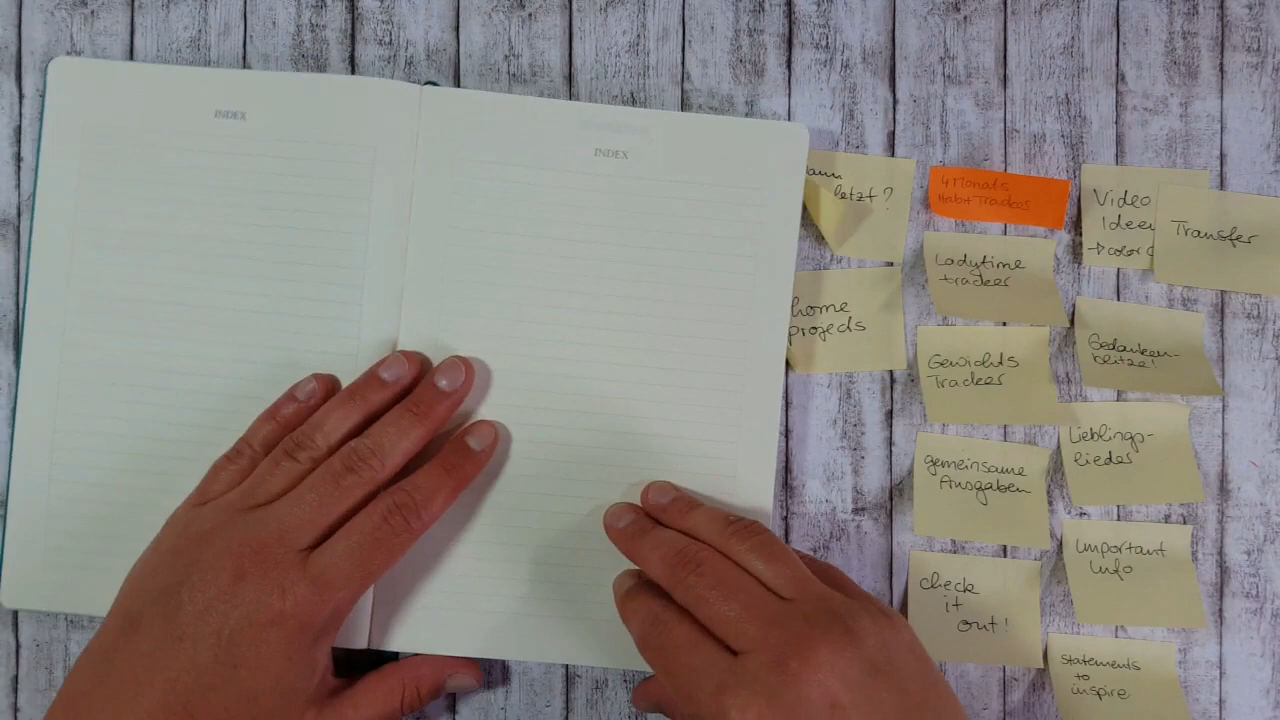 INDEX
INDEX
letzt?
home
projects
4 Monats
Habit Tracker
Ladytime
tracker
Gewichts
Tracker
gemeinsame
Ausgaben
check
it
out!
Video
Ideen
→ color
Transfer
Gedanken-
blitze!
Lieblings-
lieder
important
Info
statements
to
inspire